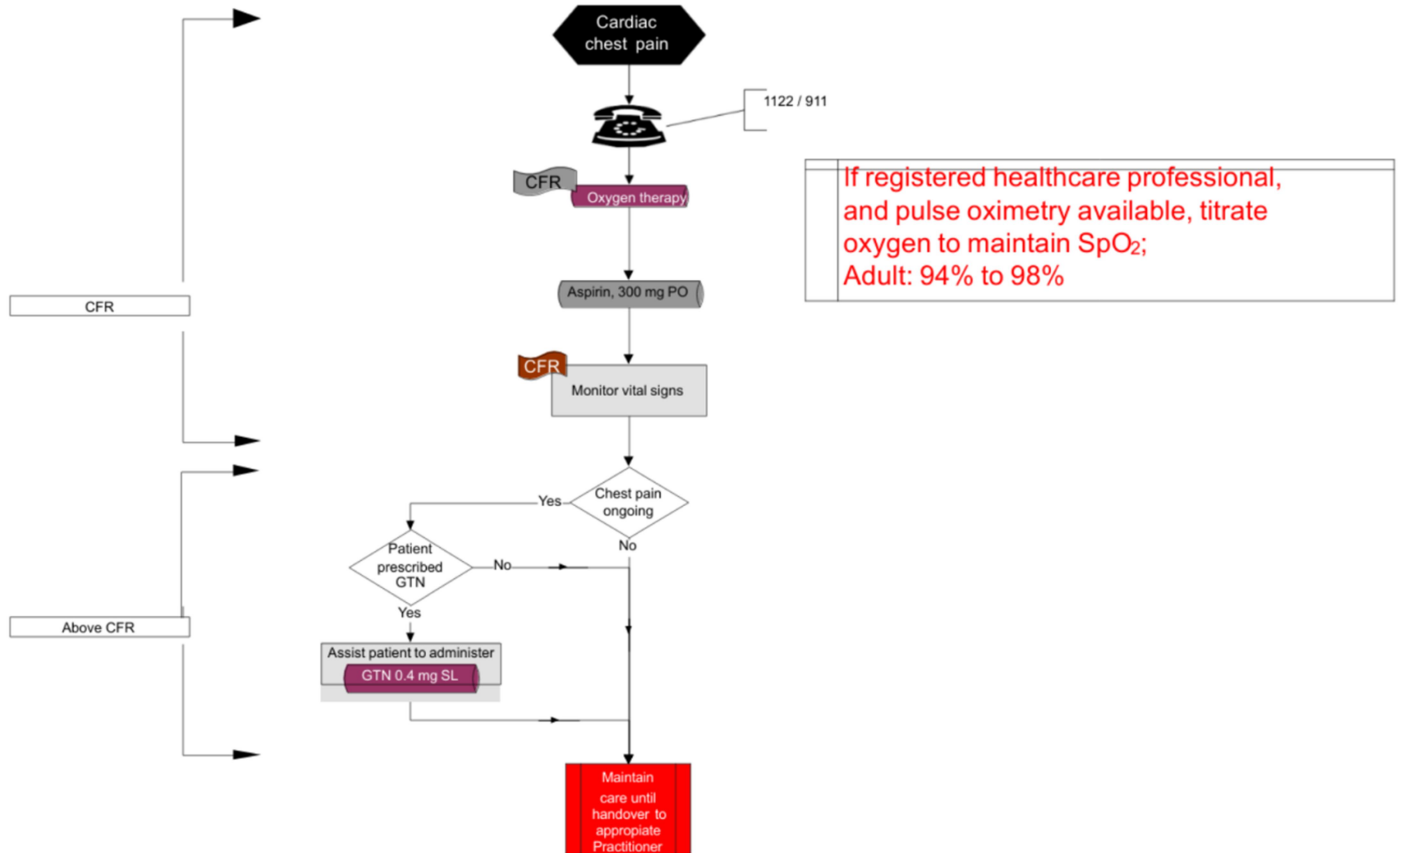 Cardiac
chest pain
1122 / 911
CFR
Oxygen therapy
If registered healthcare professional,
and pulse oximetry available, titrate
oxygen to maintain SpO₂;
Adult: 94% to 98%
Aspirin, 300 mg PO
CFR
CFR
Monitor vital signs
Chest pain
ongoing
Yes
No
Patient
prescribed
GTN
No
Yes
Above CFR
Assist patient to administer
GTN 0.4 mg SL
Maintain
care until
handover to
appropiate
Practitioner